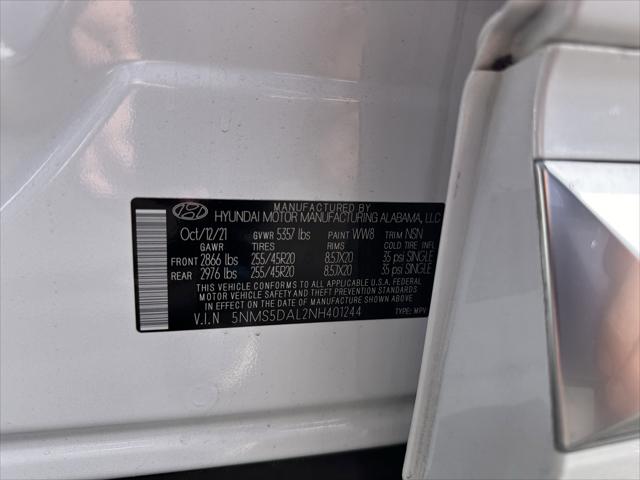 MANUFACTURED BY
HYUNDAI MOTOR MANUFACTURING ALABAMA, LLC
Oct/12/21 GVWR 5357 lbs PAINT WW8 TRIM NSN
GAWR TIRES RIMS COLD TIRE INFL
FRONT 2866 lbs 255/45R20 8.5JX20 35 psi SINGLE
REAR 2976 lbs 255/45R20 8.5JX20 35 psi SINGLE
THIS VEHICLE CONFORMS TO ALL APPLICABLE U.S.A. FEDERAL
MOTOR VEHICLE SAFETY AND THEFT PREVENTION STANDARDS
IN EFFECT ON THE DATE OF MANUFACTURE SHOWN ABOVE.
V.I.N 5NMS5DAL2NH401244 TYPE: MPV